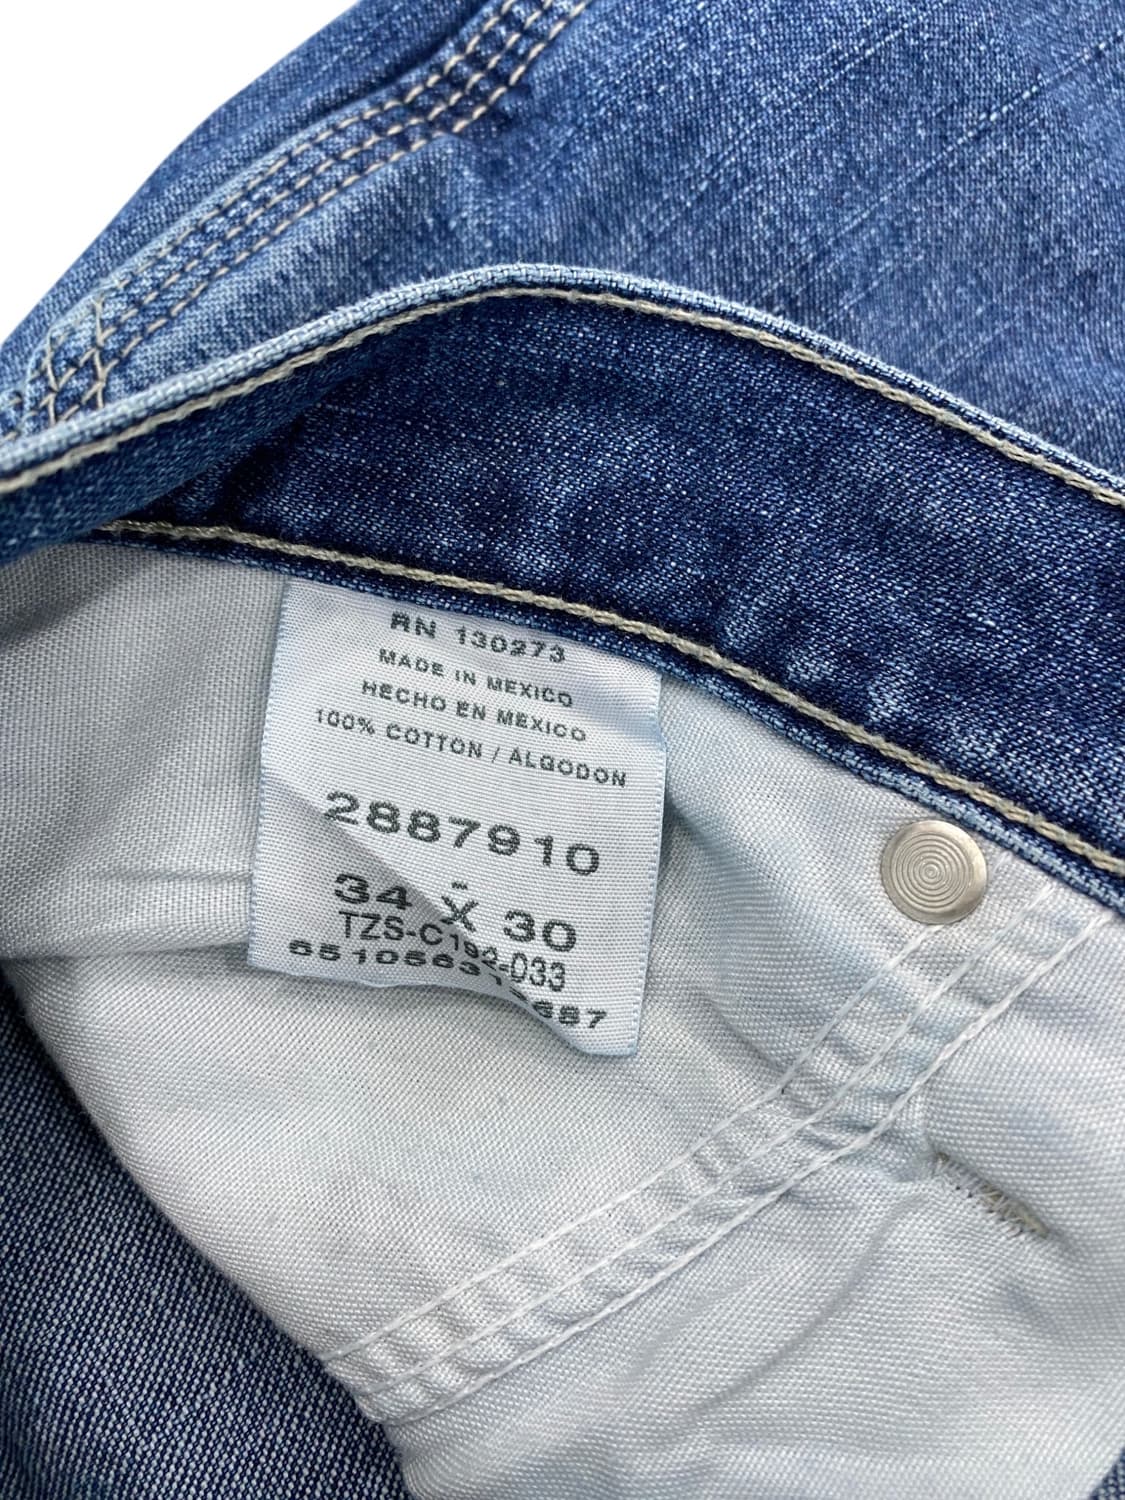 RN 130273
MADE IN MEXICO
HECHO EN MEXICO
100% COTTON / ALGODON
2887910
34 X 30
TZS-C192-033